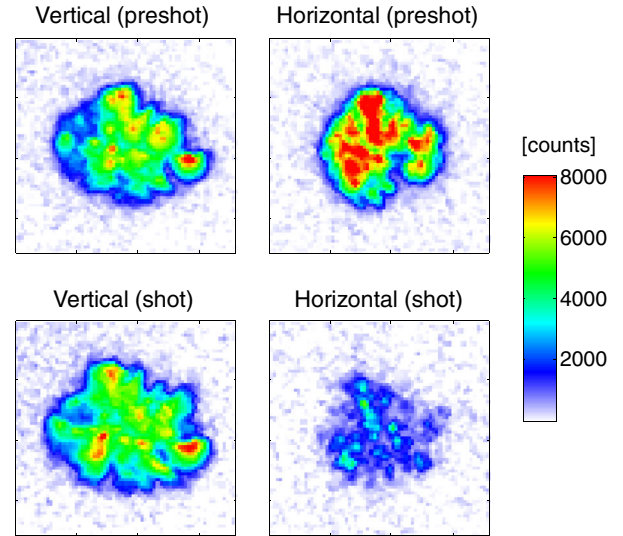 Vertical (preshot)
Horizontal (preshot)
[counts]
8000
6000
4000
2000
Vertical (shot)
Horizontal (shot)